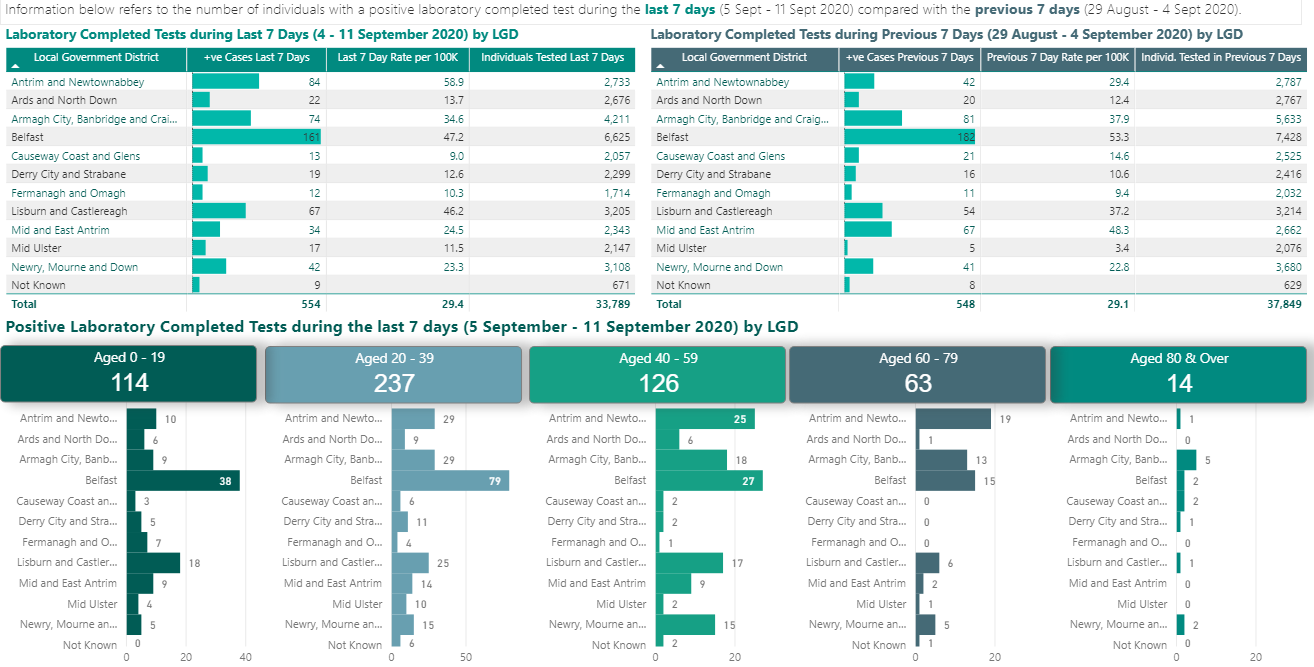 Information below refers to the number of individuals with a positive laboratory completed test during the last 7 days (5 Sept - 11 Sept 2020) compared with the previous 7 days (29 August - 4 Sept 2020).
Laboratory Completed Tests during Last 7 Days (4 - 11 September 2020) by LGD
Local Government District +ve Cases Last 7 Days Last 7 Day Rate per 100K Individuals Tested Last 7 Days
Antrim and Newtownabbey 84 58.9 2,733
Ards and North Down 22 13.7 2,676
Armagh City, Banbridge and Crai... 74 34.6 4,211
Belfast 161 47.2 6,625
Causeway Coast and Glens 13 9.0 2,057
Derry City and Strabane 19 12.6 2,299
Fermanagh and Omagh 12 10.3 1,714
Lisburn and Castlereagh 67 46.2 3,205
Mid and East Antrim 34 24.5 2,343
Mid Ulster 17 11.5 2,147
Newry, Mourne and Down 42 23.3 3,108
Not Known 9 671
Total 554 29.4 33,789
Laboratory Completed Tests during Previous 7 Days (29 August - 4 September 2020) by LGD
Local Government District +ve Cases Previous 7 Days Previous 7 Day Rate per 100K Individ. Tested in Previous 7 Days
Antrim and Newtownabbey 42 29.4 2,787
Ards and North Down 20 12.4 2,767
Armagh City, Banbridge and Craig... 81 37.9 5,633
Belfast 182 53.3 7,428
Causeway Coast and Glens 21 14.6 2,525
Derry City and Strabane 16 10.6 2,416
Fermanagh and Omagh 11 9.4 2,032
Lisburn and Castlereagh 54 37.2 3,214
Mid and East Antrim 67 48.3 2,662
Mid Ulster 5 3.4 2,076
Newry, Mourne and Down 41 22.8 3,680
Not Known 8 629
Total 548 29.1 37,849
Positive Laboratory Completed Tests during the last 7 days (5 September - 11 September 2020) by LGD
Aged 0 - 19
114
Antrim and Newto... 10
Ards and North Do... 6
Armagh City, Banb... 9
Belfast 38
Causeway Coast an... 3
Derry City and Stra... 5
Fermanagh and O... 7
Lisburn and Castler... 18
Mid and East Antrim 9
Mid Ulster 4
Newry, Mourne an... 5
Not Known 0
0 20 40
Aged 20 - 39
237
Antrim and Newto... 29
Ards and North Do... 9
Armagh City, Banb... 29
Belfast 79
Causeway Coast an... 6
Derry City and Stra... 11
Fermanagh and O... 4
Lisburn and Castler... 25
Mid and East Antrim 14
Mid Ulster 10
Newry, Mourne an... 15
Not Known 6
0 50
Aged 40 - 59
126
Antrim and Newto... 25
Ards and North Do... 6
Armagh City, Banb... 18
Belfast 27
Causeway Coast an... 2
Derry City and Stra... 2
Fermanagh and O... 1
Lisburn and Castler... 17
Mid and East Antrim 9
Mid Ulster 2
Newry, Mourne an... 15
Not Known 2
0 20
Aged 60 - 79
63
Antrim and Newto... 19
Ards and North Do... 1
Armagh City, Banb... 13
Belfast 15
Causeway Coast an... 0
Derry City and Stra... 0
Fermanagh and O... 0
Lisburn and Castler... 6
Mid and East Antrim 2
Mid Ulster 1
Newry, Mourne an... 5
Not Known 1
0 20
Aged 80 & Over
14
Antrim and Newto... 1
Ards and North Do... 0
Armagh City, Banb... 5
Belfast 2
Causeway Coast an... 2
Derry City and Stra... 1
Fermanagh and O... 0
Lisburn and Castler... 1
Mid and East Antrim 0
Mid Ulster 0
Newry, Mourne an... 2
Not Known 0
0 20